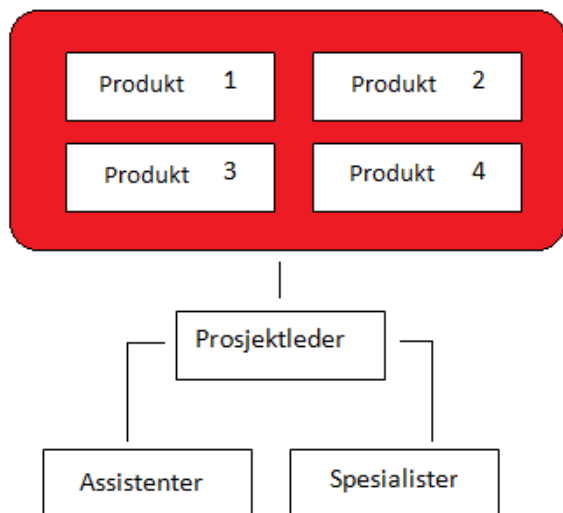 Produkt 1
Produkt 2
Produkt 3
Produkt 4
Prosjektleder
Assistenter
Spesialister